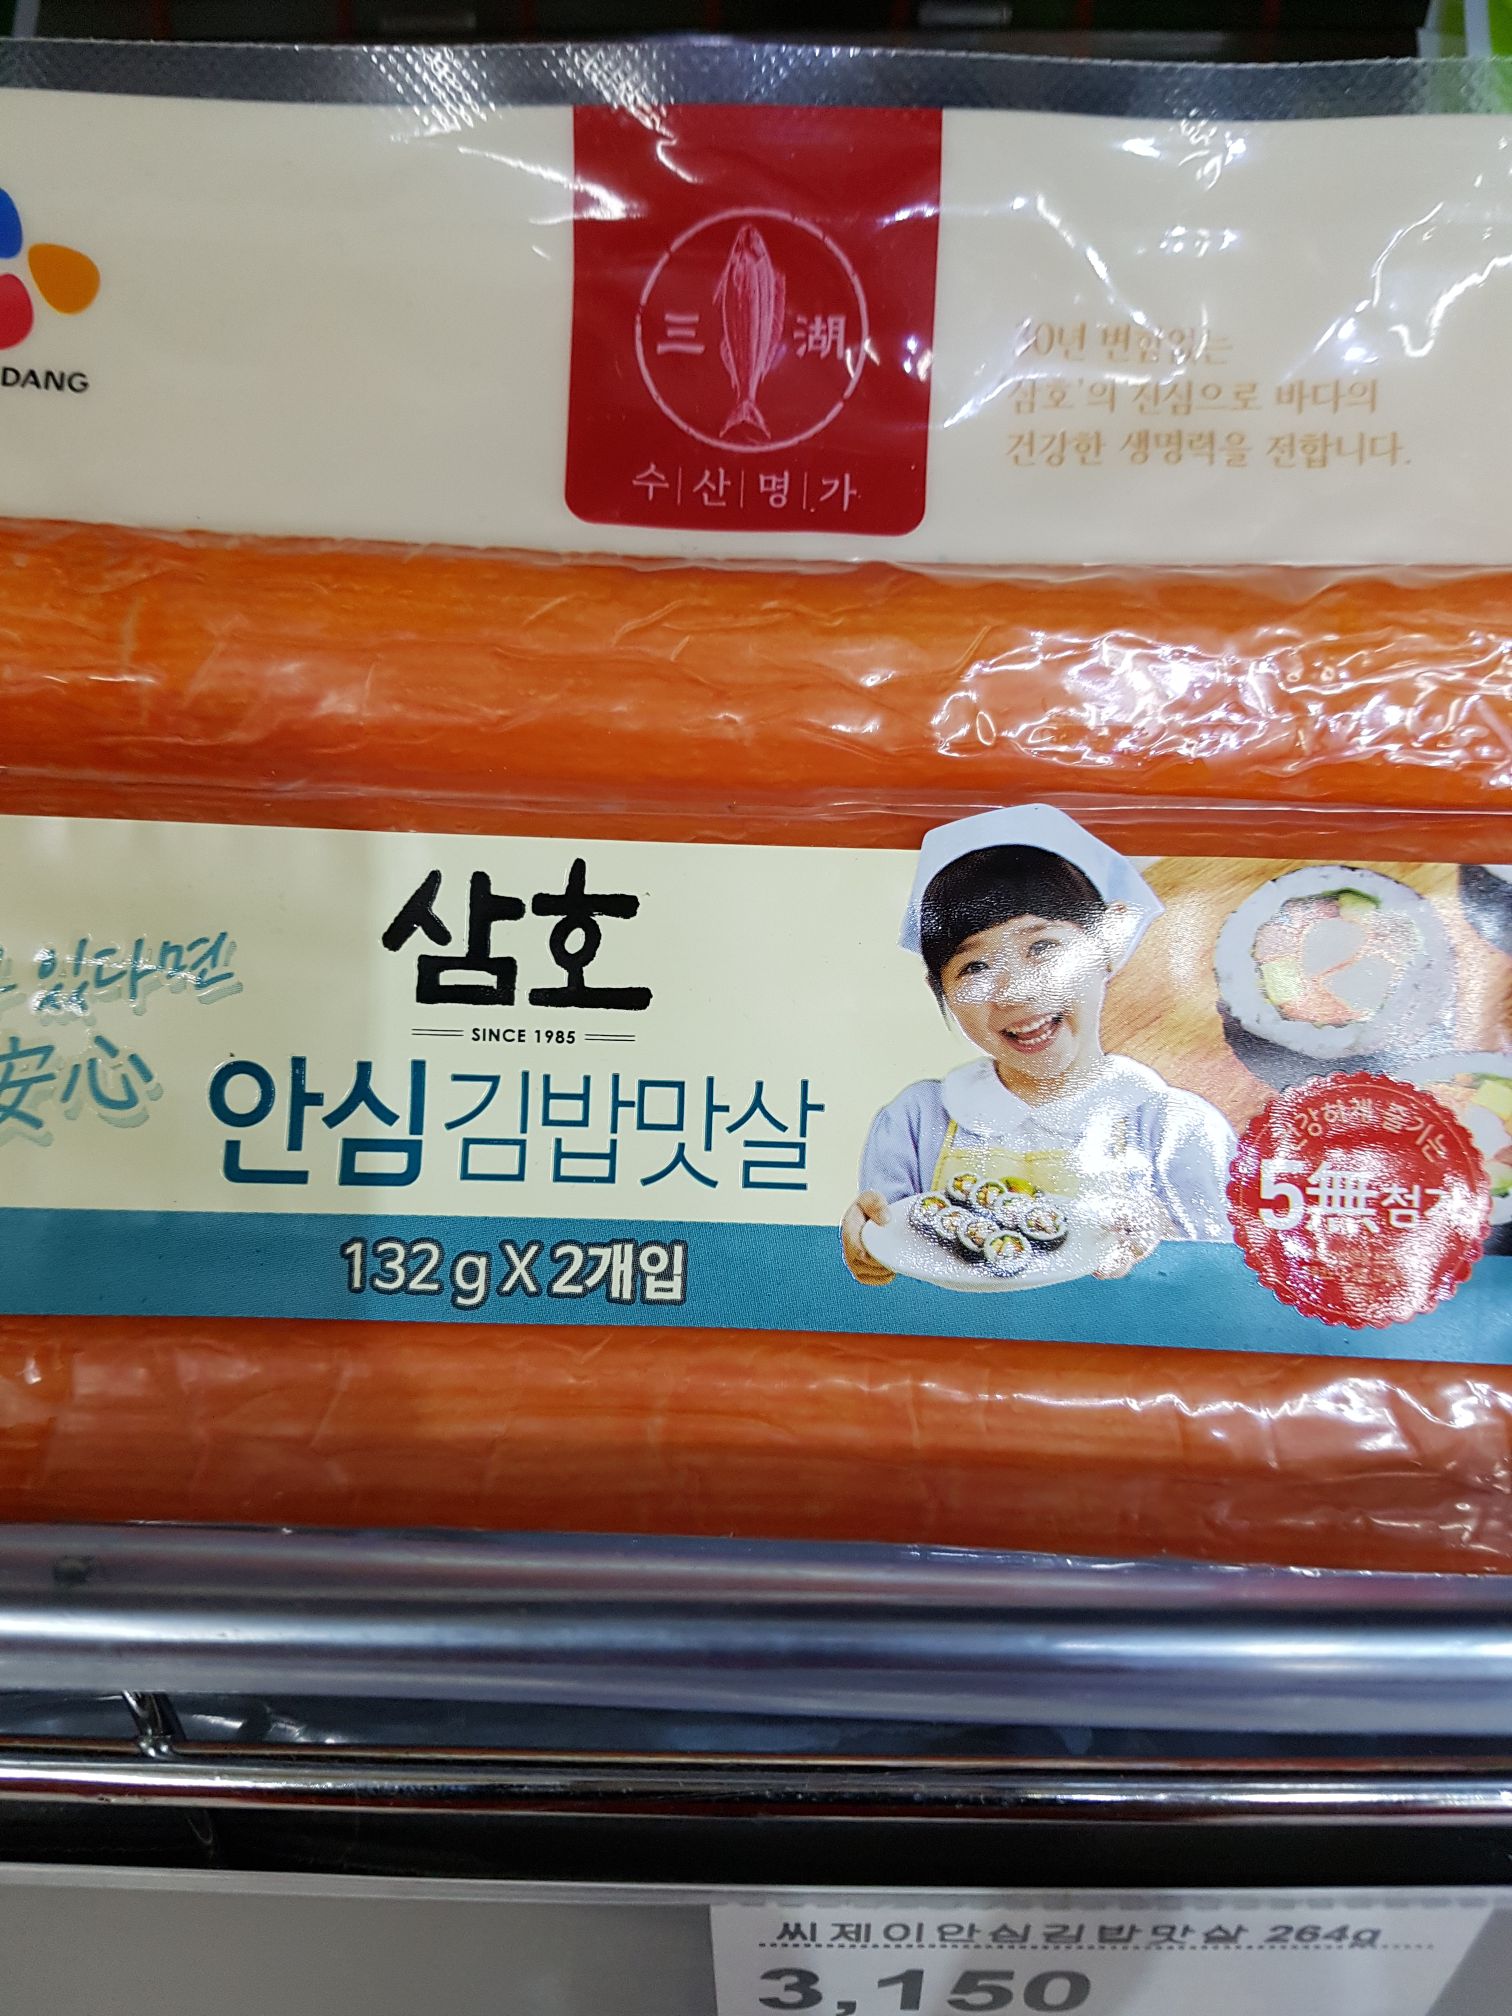 DANG
三 湖
수|산|명|가
삼호'의 진심으로 바다의
건강한 생명력을 전합니다.
있다면
安心
삼호
SINCE 1985
안심김밥맛살
132g X 2개입
5無
씨제이안심김밥맛살 264g
3,150